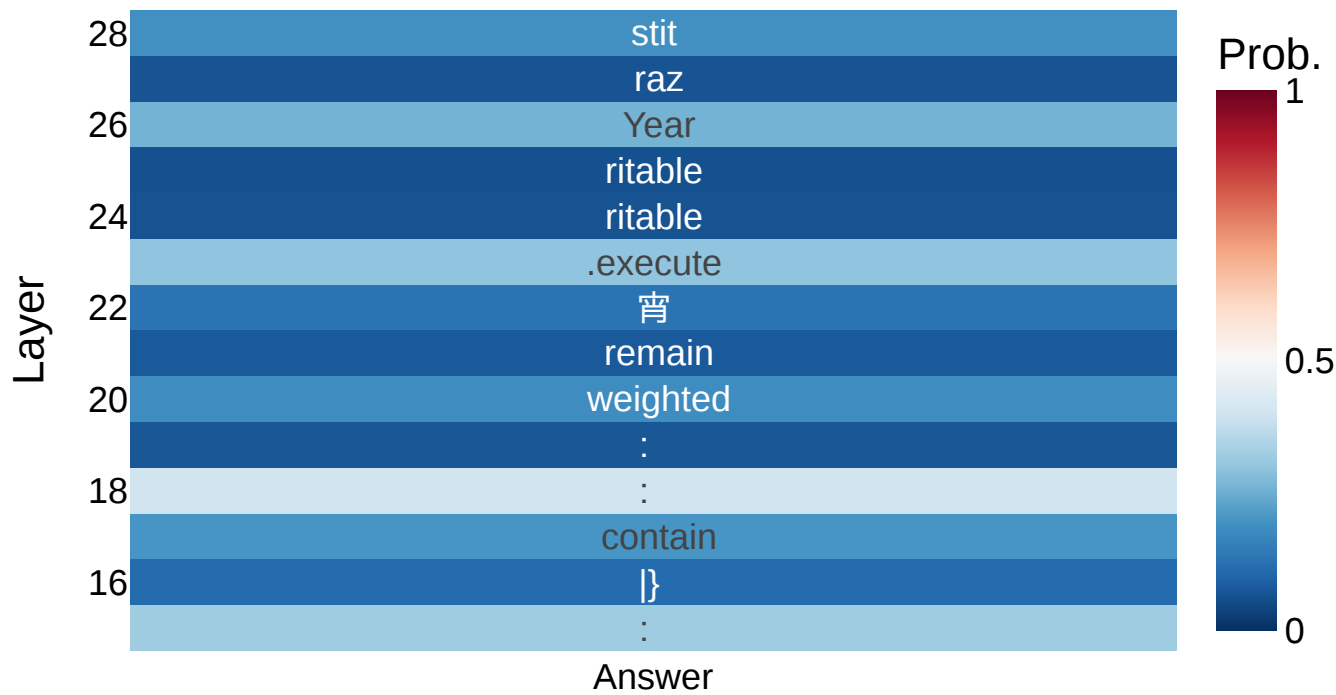 28
stit
raz
26
Year
ritable
24
ritable
.execute
22
宵
remain
20
weighted
:
18
:
contain
16
|}
:
Layer
Answer
Prob.
1
0.5
0